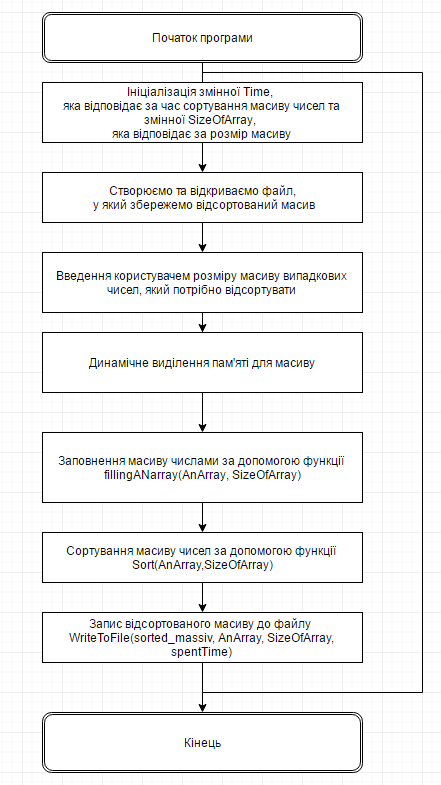 Початок програми
Ініціалізація змінної Time,
яка відповідає за час сортування масиву чисел та
змінної SizeOfArray,
яка відповідає за розмір масиву
Створюємо та відкриваємо файл,
у який збережемо відсортований масив
Введення користувачем розміру масиву випадкових
чисел, який потрібно відсортувати
Динамічне виділення пам'яті для масиву
Заповнення масиву числами за допомогою функції
fillingANarray(AnArray, SizeOfArray)
Сортування масиву чисел за допомогою функції
Sort(AnArray,SizeOfArray)
Запис відсортованого масиву до файлу
WriteToFile(sorted_massiv, AnArray, SizeOfArray,
spentTime)
Кінець